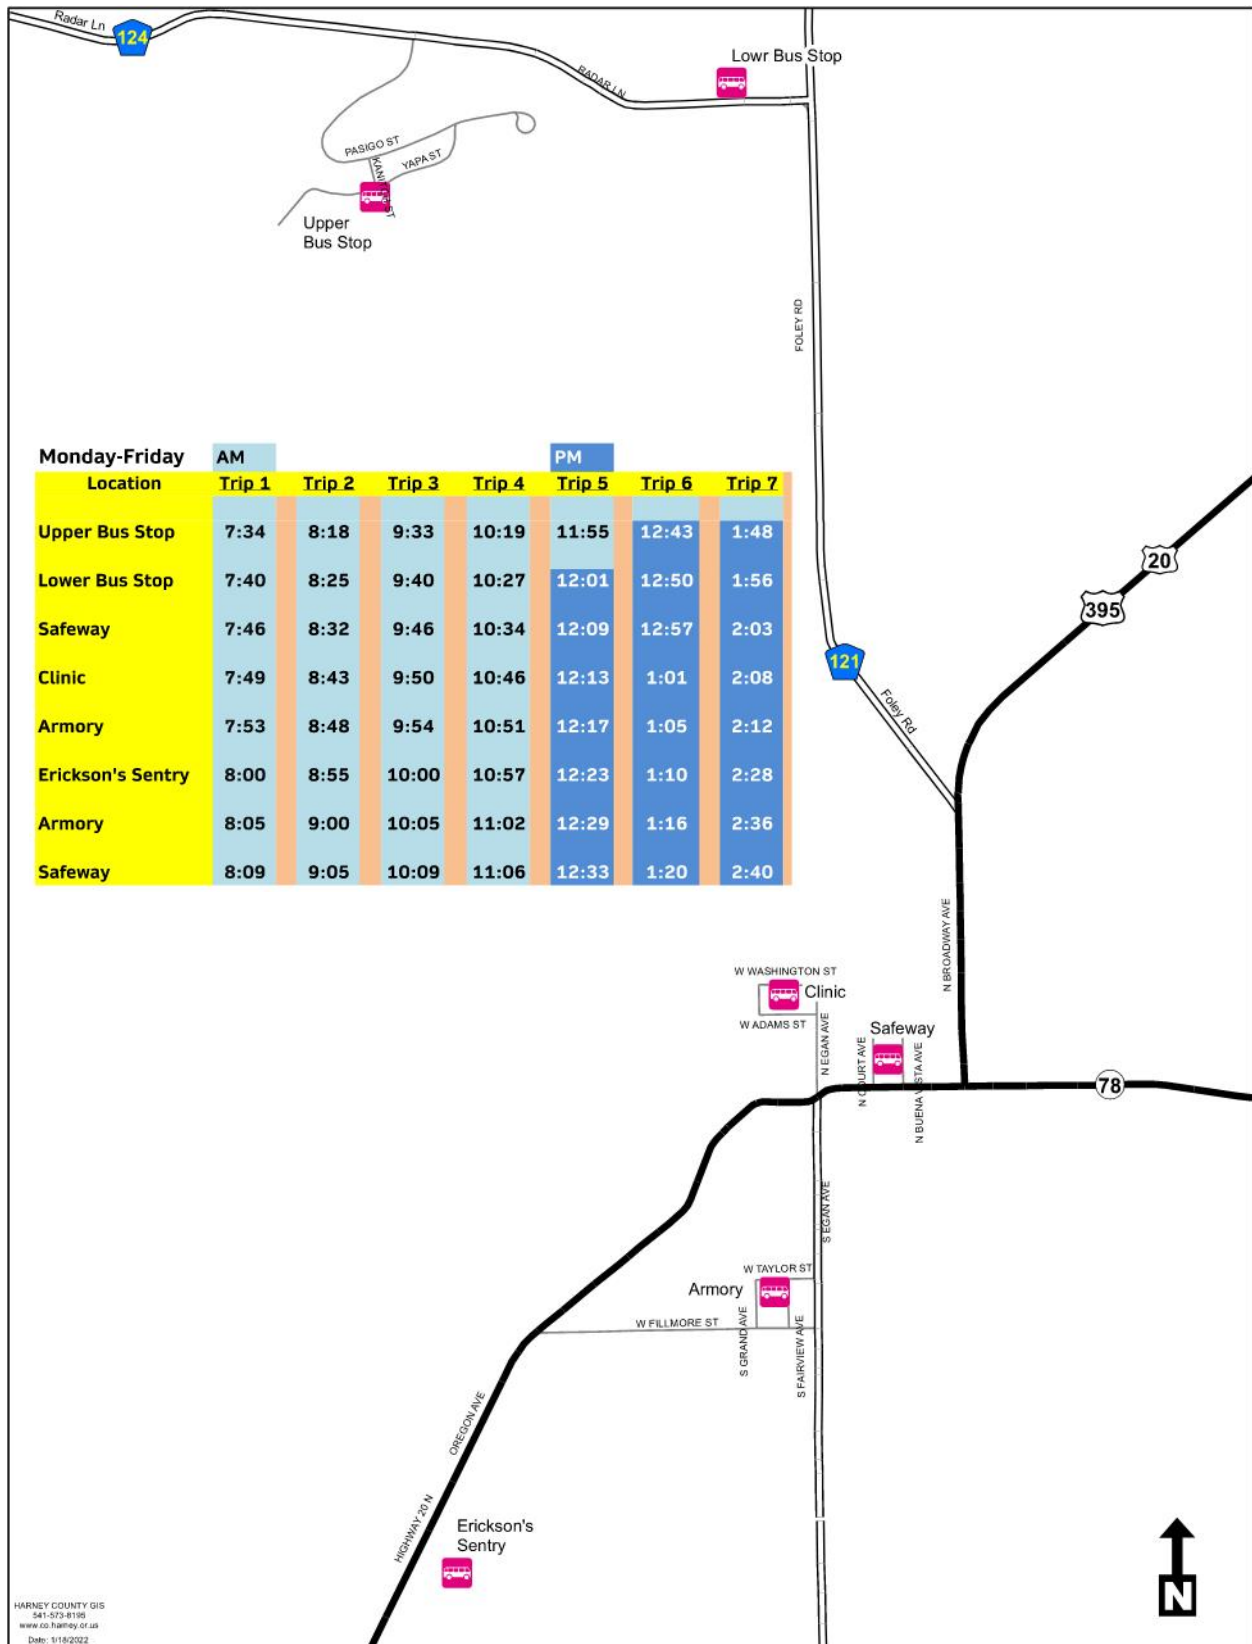 Radar Ln
124
Lowr Bus Stop
RADAR LN
PASIGO ST
YAPA ST
Upper
Bus Stop
FOLEY RD
Monday-Friday AM PM
Location Trip 1 Trip 2 Trip 3 Trip 4 Trip 5 Trip 6 Trip 7
Upper Bus Stop 7:34 8:18 9:33 10:19 11:55 12:43 1:48
Lower Bus Stop 7:40 8:25 9:40 10:27 12:01 12:50 1:56
Safeway 7:46 8:32 9:46 10:34 12:09 12:57 2:03
Clinic 7:49 8:43 9:50 10:46 12:13 1:01 2:08
Armory 7:53 8:48 9:54 10:51 12:17 1:05 2:12
Erickson's Sentry 8:00 8:55 10:00 10:57 12:23 1:10 2:28
Armory 8:05 9:00 10:05 11:02 12:29 1:16 2:36
Safeway 8:09 9:05 10:09 11:06 12:33 1:20 2:40
20
395
121
Foley Rd
N BROADWAY AVE
W WASHINGTON ST
Clinic
W ADAMS ST
N EGAN AVE
Safeway
N COURT AVE
N BUENA VISTA AVE
78
S EGAN AVE
W TAYLOR ST
Armory
W FILLMORE ST
S GRAND AVE
S FAIRVIEW AVE
OREGON AVE
HIGHWAY 20 N
Erickson's
Sentry
N
HARNEY COUNTY GIS
541-573-8195
www.co.harney.or.us
Date: 1/18/2022